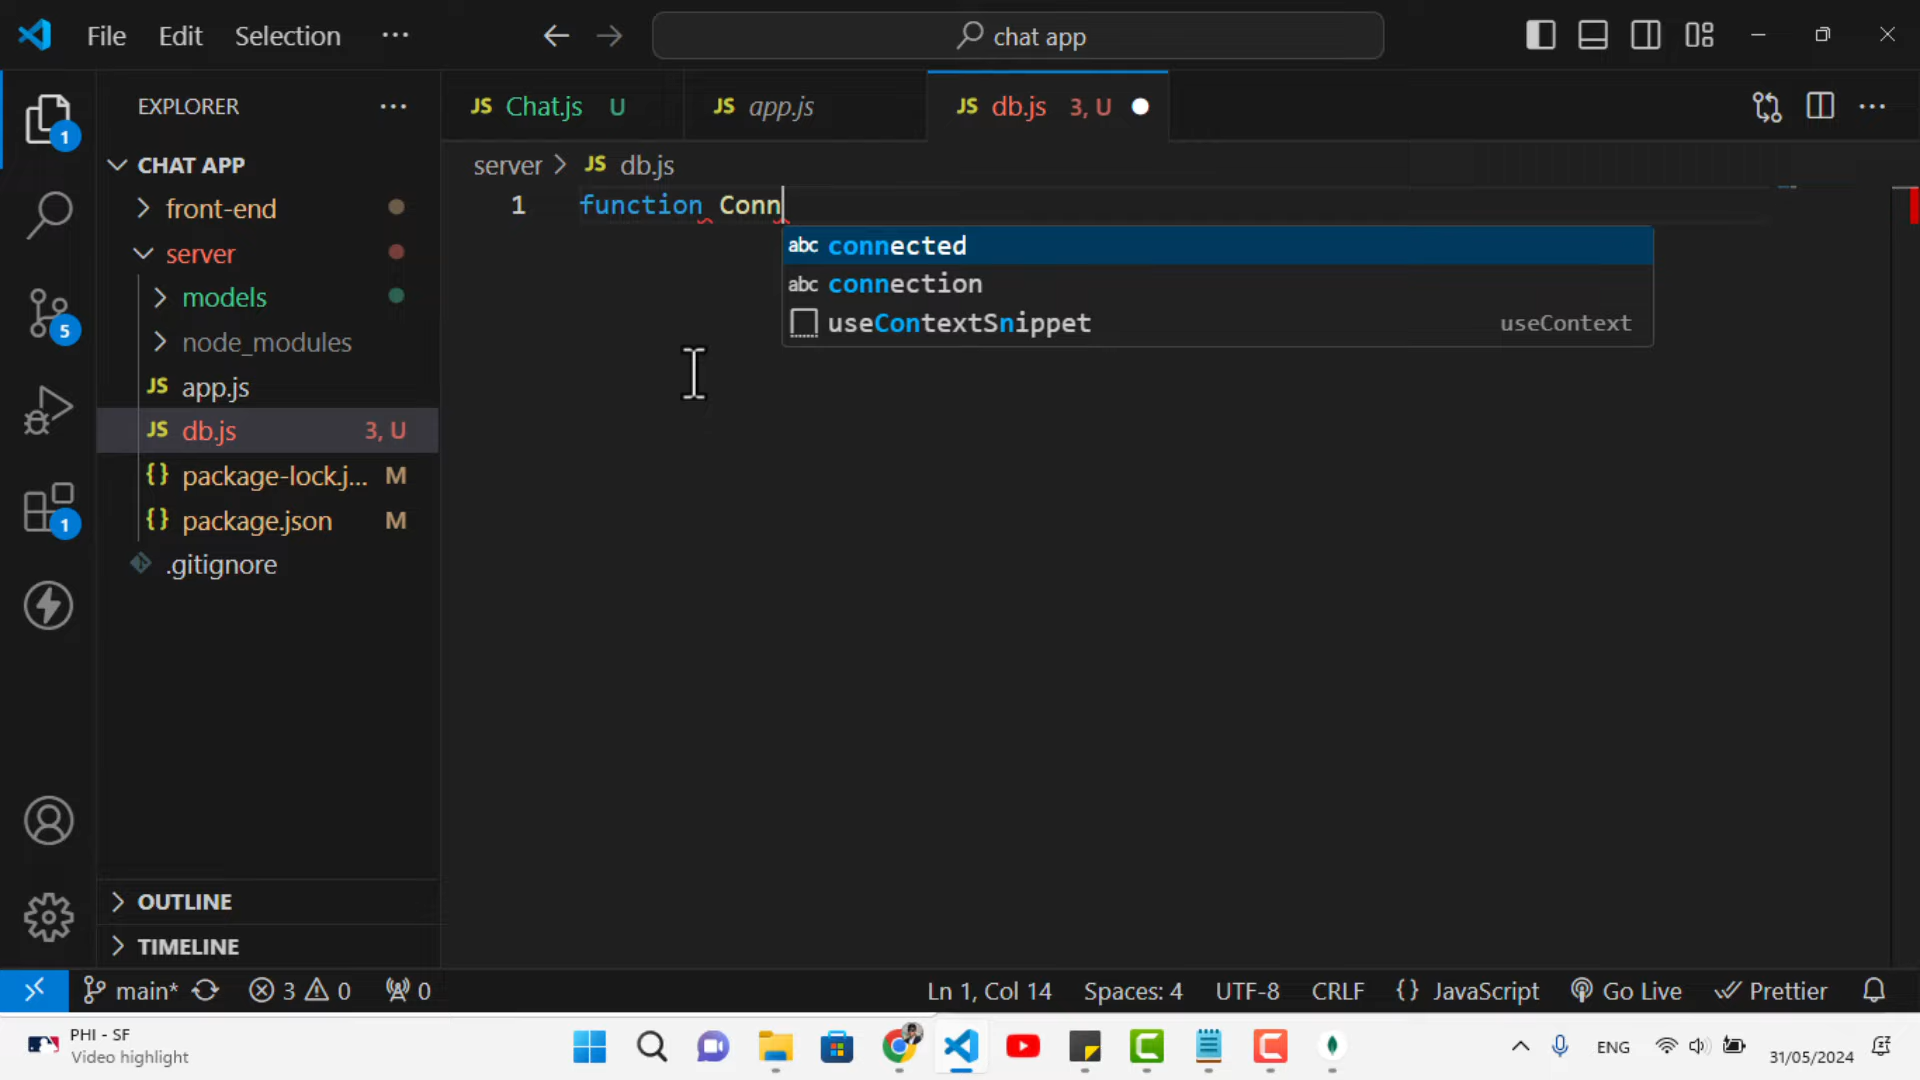 File Edit Selection ···
chat app
EXPLORER ···
CHAT APP
front-end
server
models
node_modules
JS app.js
JS db.js 3, U
{} package-lock.j... M
{} package.json M
.gitignore
OUTLINE
TIMELINE
1
5
1
JS Chat.js U
JS app.js
JS db.js 3, U
···
server > JS db.js
1 function Conn
abc connected
abc connection
useContextSnippet useContext
main* 3 0 0
Ln 1, Col 14 Spaces: 4 UTF-8 CRLF {} JavaScript Go Live Prettier
PHI - SF
Video highlight
ENG
31/05/2024